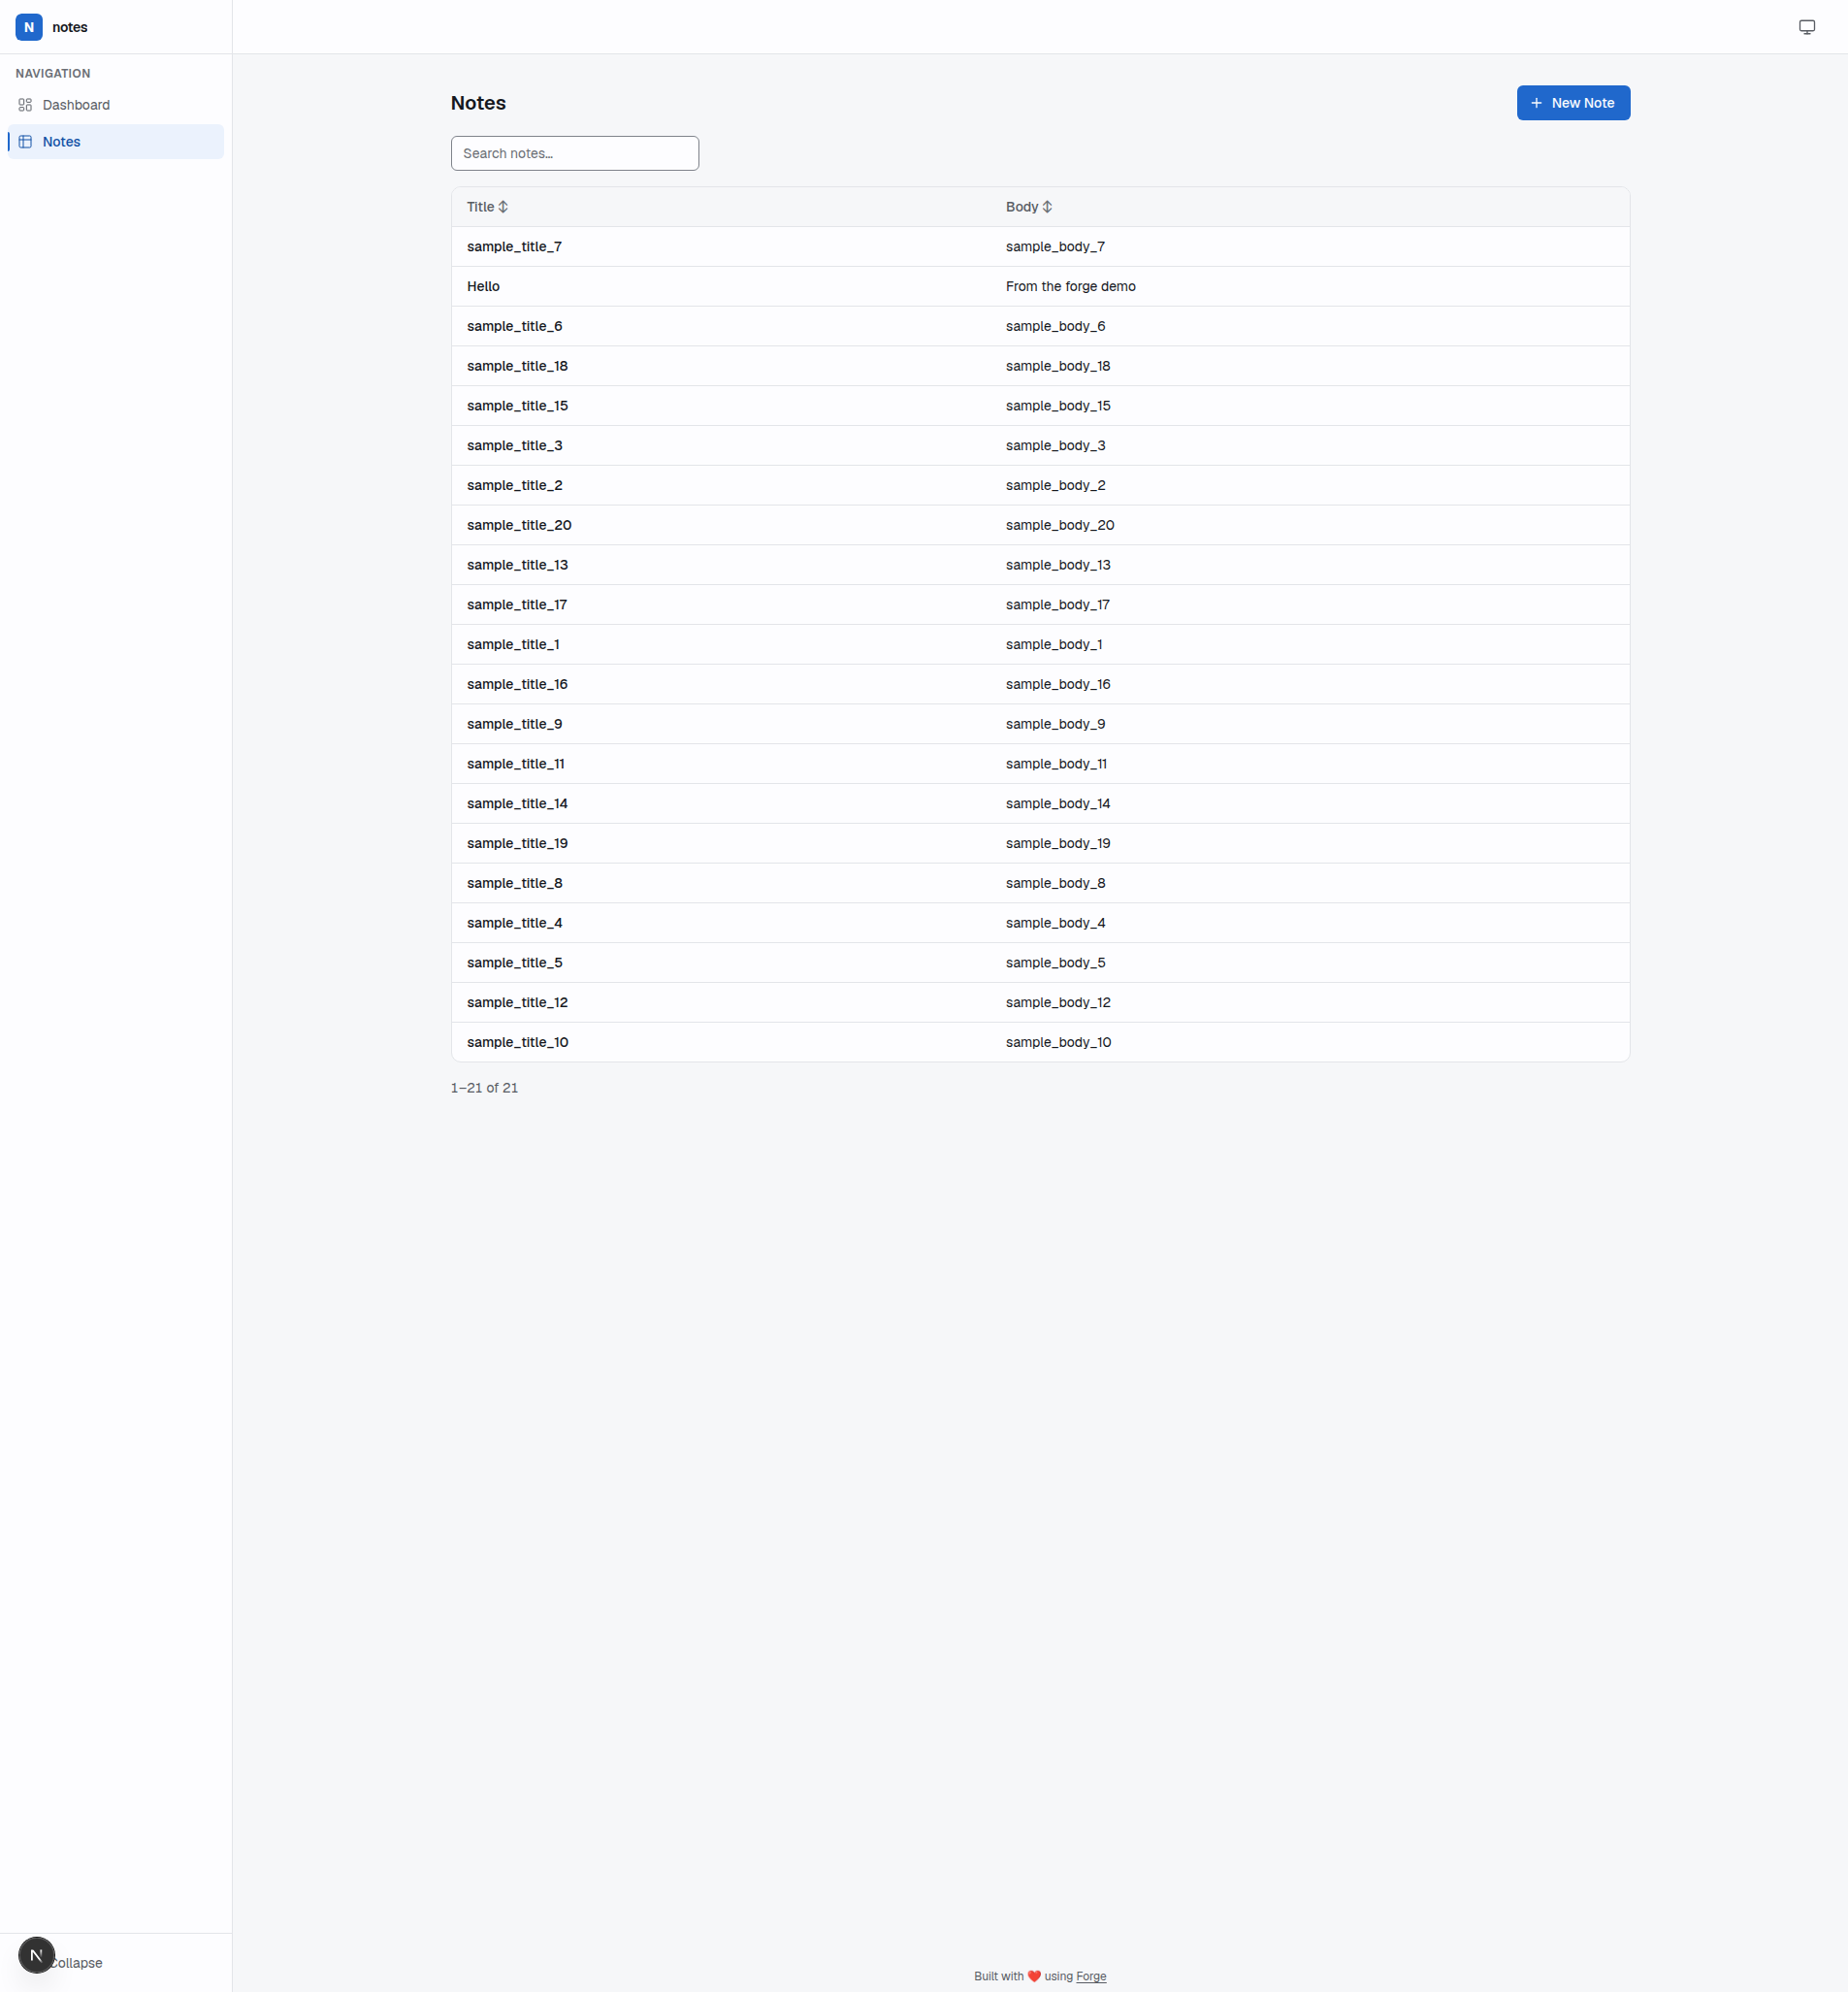 N notes
NAVIGATION
Dashboard
Notes
Notes
New Note
Search notes...
Title Body
sample_title_7 sample_body_7
Hello From the forge demo
sample_title_6 sample_body_6
sample_title_18 sample_body_18
sample_title_15 sample_body_15
sample_title_3 sample_body_3
sample_title_2 sample_body_2
sample_title_20 sample_body_20
sample_title_13 sample_body_13
sample_title_17 sample_body_17
sample_title_1 sample_body_1
sample_title_16 sample_body_16
sample_title_9 sample_body_9
sample_title_11 sample_body_11
sample_title_14 sample_body_14
sample_title_19 sample_body_19
sample_title_8 sample_body_8
sample_title_4 sample_body_4
sample_title_5 sample_body_5
sample_title_12 sample_body_12
sample_title_10 sample_body_10
1–21 of 21
N Collapse
Built with ❤️ using Forge